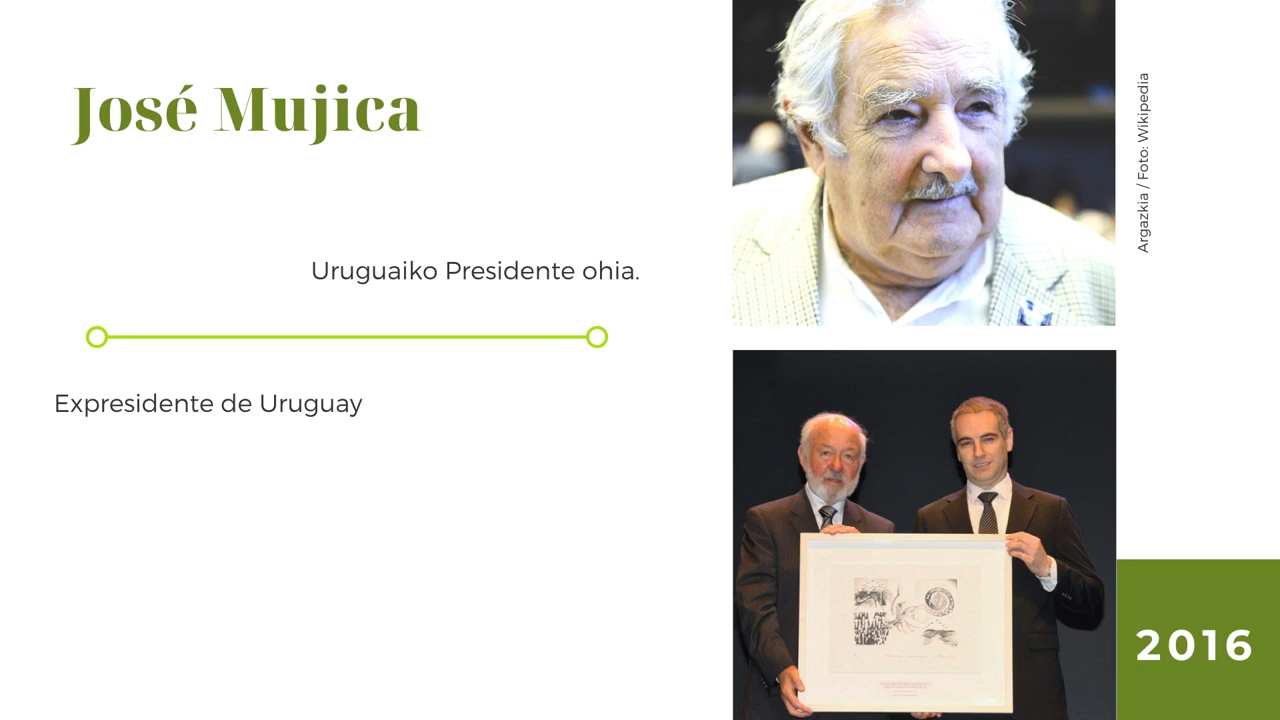 José Mujica
Uruguaiko Presidente ohia.
Expresidente de Uruguay
Argazkia / Foto: Wikipedia
2016